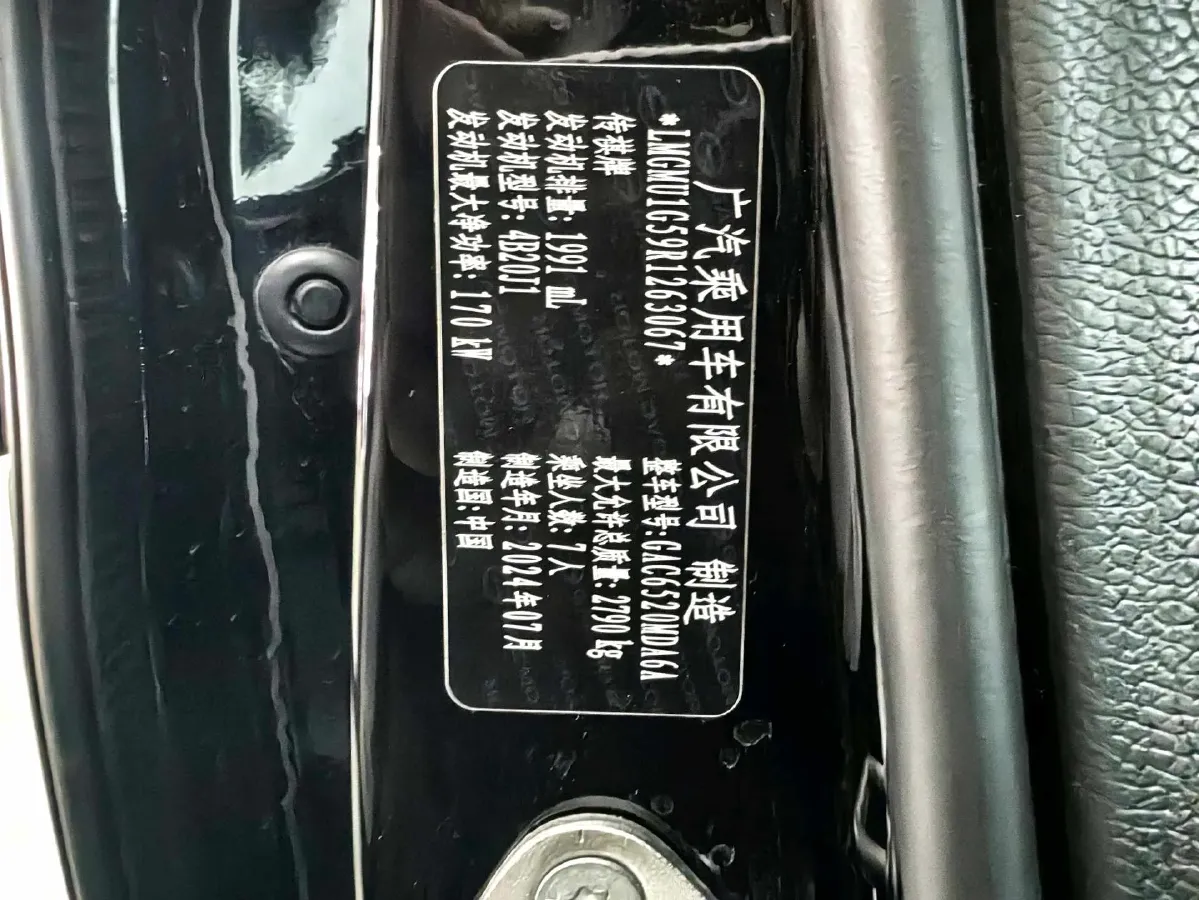 广汽乘用车有限公司 制造
*LMGMU1G59R1263067*
整车型号:GAC6520MDA6A
传祺牌
最大允许总质量:2790kg
发动机排量:1991 mL
乘坐人数:7人
发动机型号:4B20J1
制造年月:2024年07月
发动机最大净功率:170 kW
制造国:中国